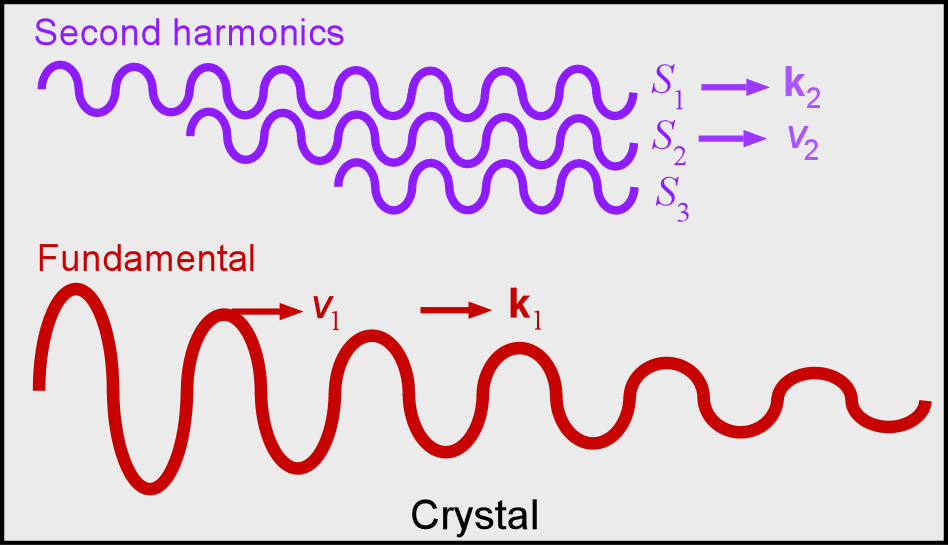 Second harmonics
S1 k2
S2 v2
S3
Fundamental
v1 k1
Crystal